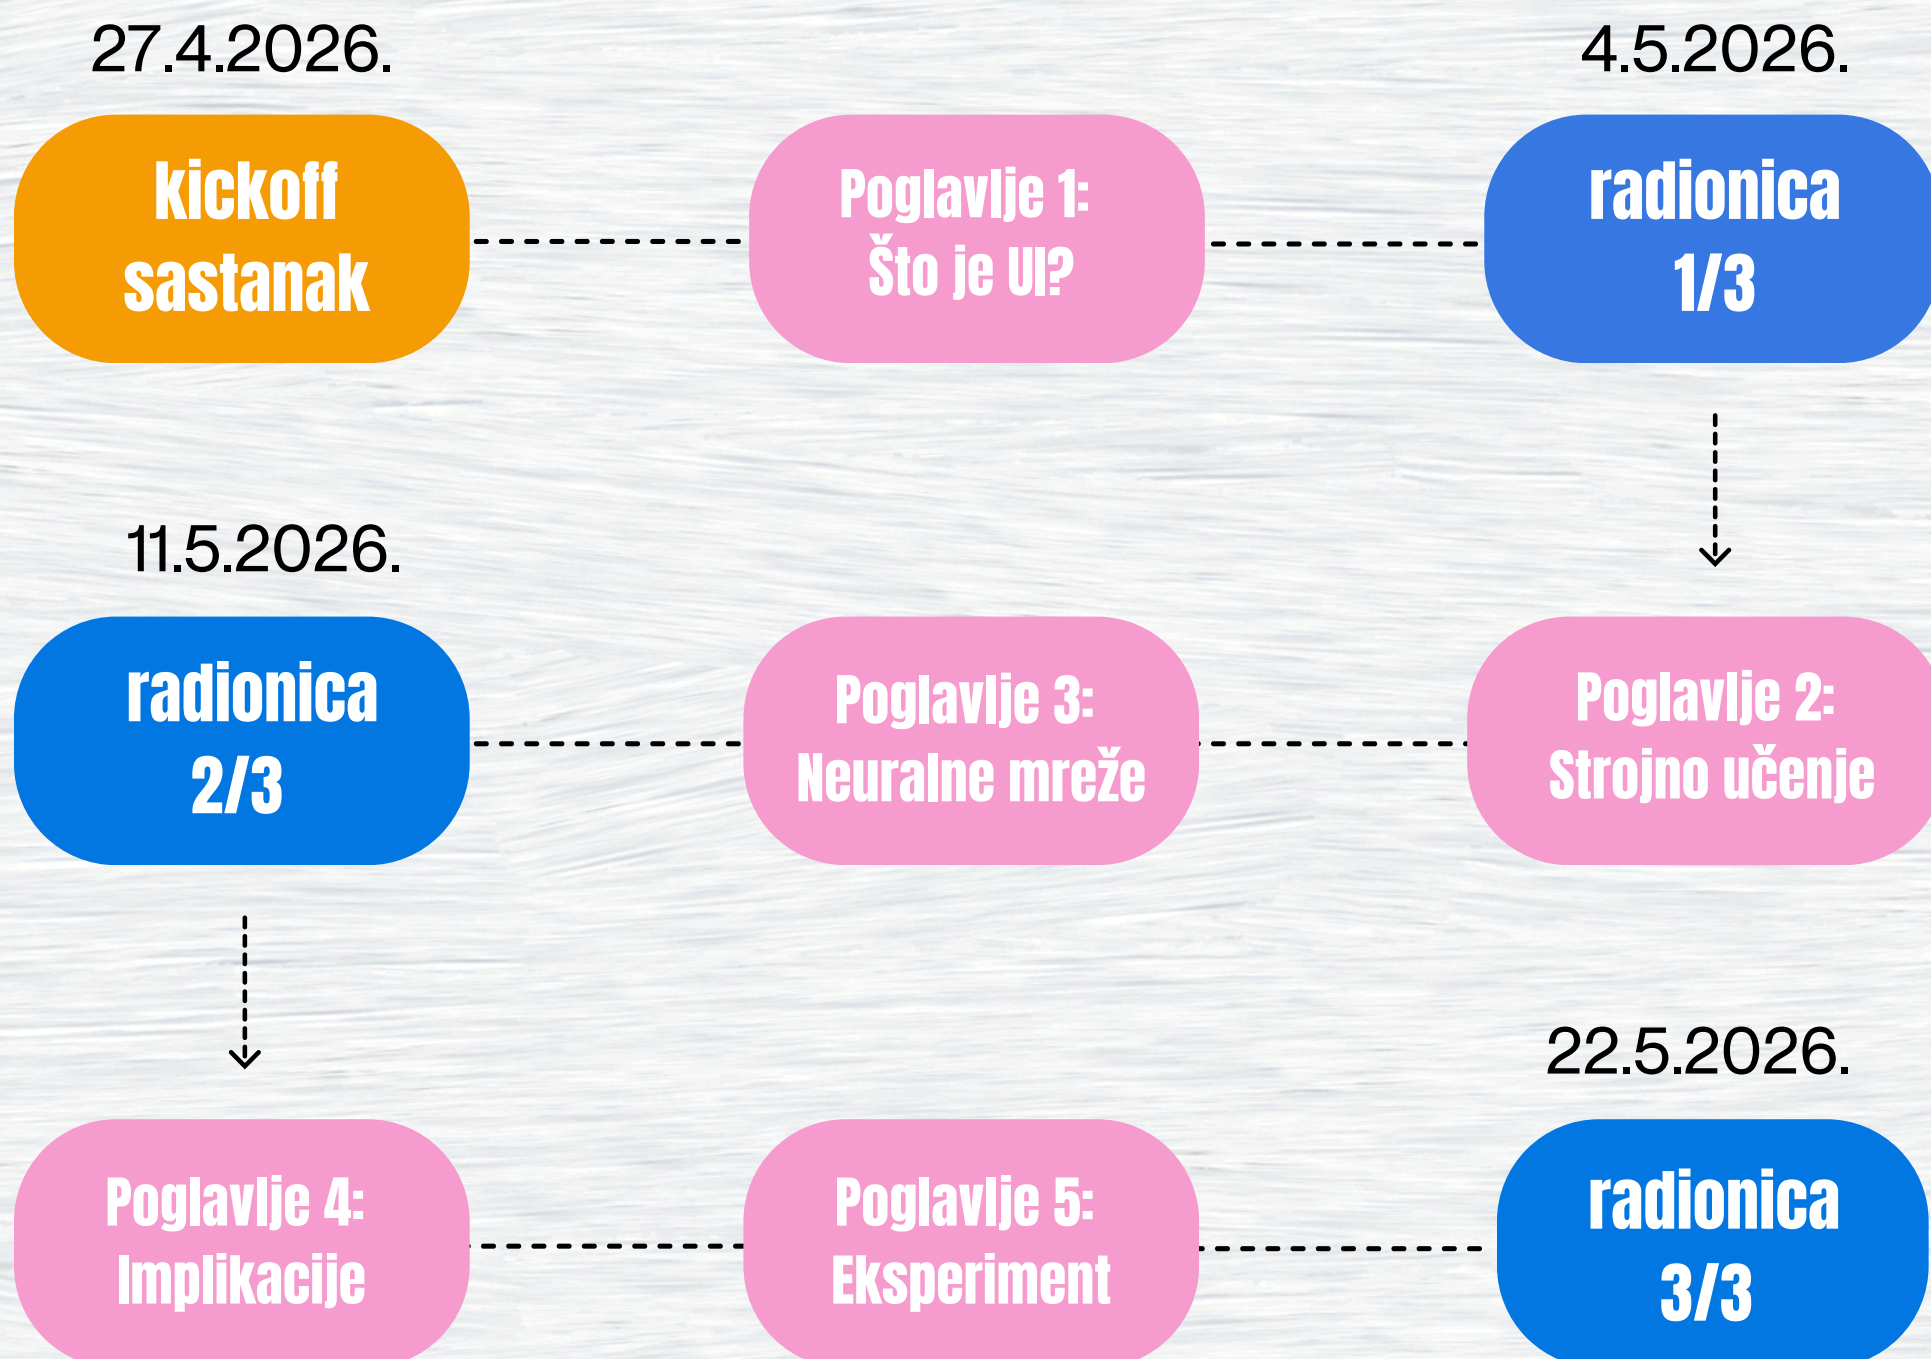 27.4.2026.
4.5.2026.
kickoff
sastanak
Poglavlje 1:
Što je UI?
radionica
1/3
11.5.2026.
radionica
2/3
Poglavlje 3:
Neuralne mreže
Poglavlje 2:
Strojno učenje
22.5.2026.
Poglavlje 4:
Implikacije
Poglavlje 5:
Eksperiment
radionica
3/3